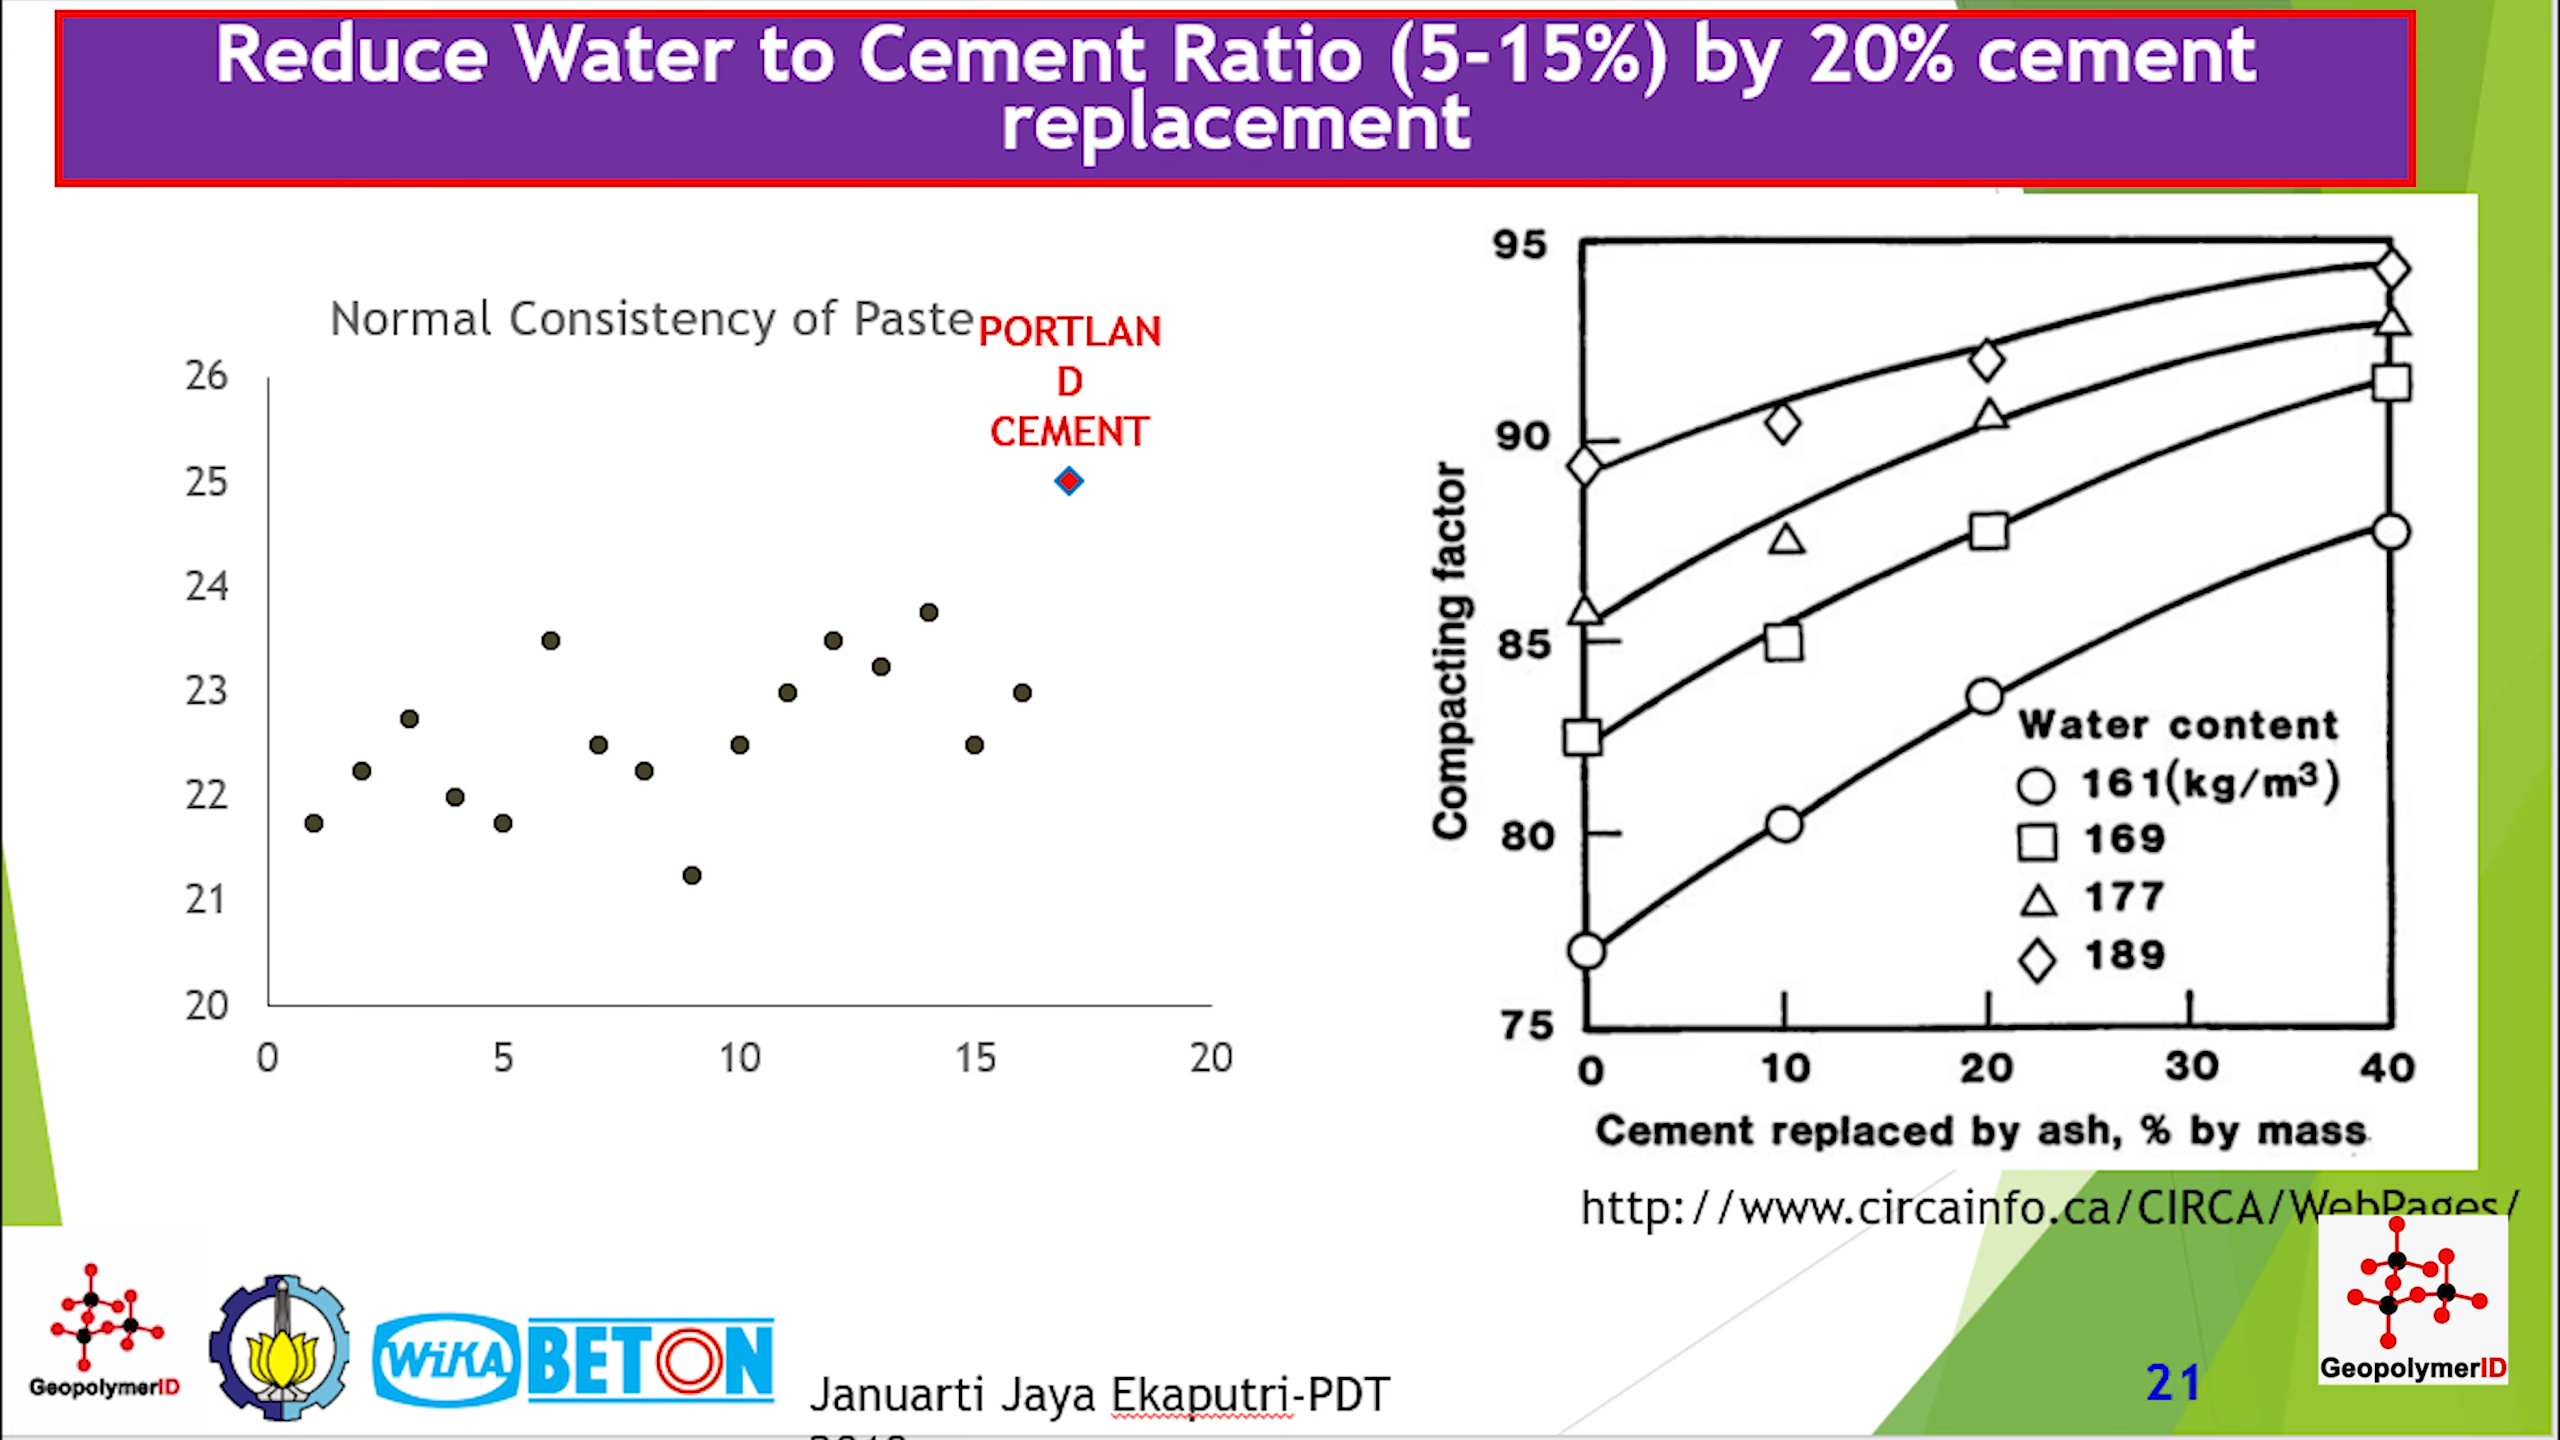 Reduce Water to Cement Ratio (5-15%) by 20% cement
replacement
Normal Consistency of Paste
PORTLAN
D
CEMENT
26
25
24
23
22
21
20
0 5 10 15 20
95
90
85
80
75
Compacting factor
Water content
161(kg/m³)
169
177
189
0 10 20 30 40
Cement replaced by ash, % by mass
http://www.circainfo.ca/CIRCA/WebPages/
GeopolymerID
WiKA BETON
Januarti Jaya Ekaputri-PDT
21
GeopolymerID